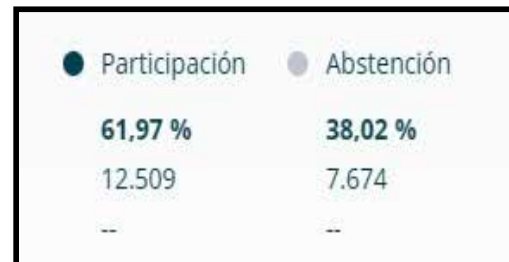 Participación Abstención
61,97 % 38,02 %
12.509 7.674
-- --